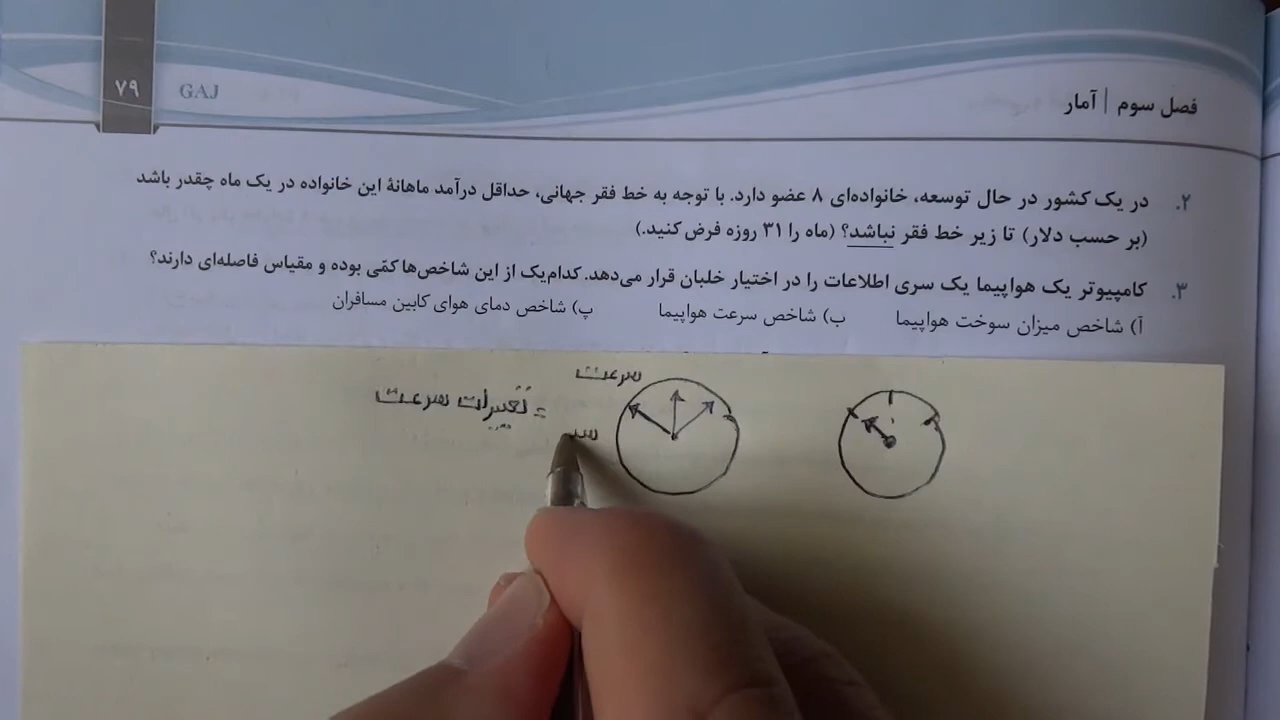 فصل سوم | آمار
GAJ
۷۹
۲. در یک کشور در حال توسعه، خانواده‌ای ۸ عضو دارد. با توجه به خط فقر جهانی، حداقل درآمد ماهانهٔ این خانواده در یک ماه چقدر باشد
(بر حسب دلار) تا زیر خط فقر نباشد؟ (ماه را ۳۱ روزه فرض کنید.)
۳. کامپیوتر یک هواپیما یک سری اطلاعات را در اختیار خلبان قرار می‌دهد. کدام‌یک از این شاخص‌ها کمّی بوده و مقیاس فاصله‌ای دارند؟
آ) شاخص میزان سوخت هواپیما ب) شاخص سرعت هواپیما پ) شاخص دمای هوای کابین مسافران
سرعت
= تغییرات سرعت
سر